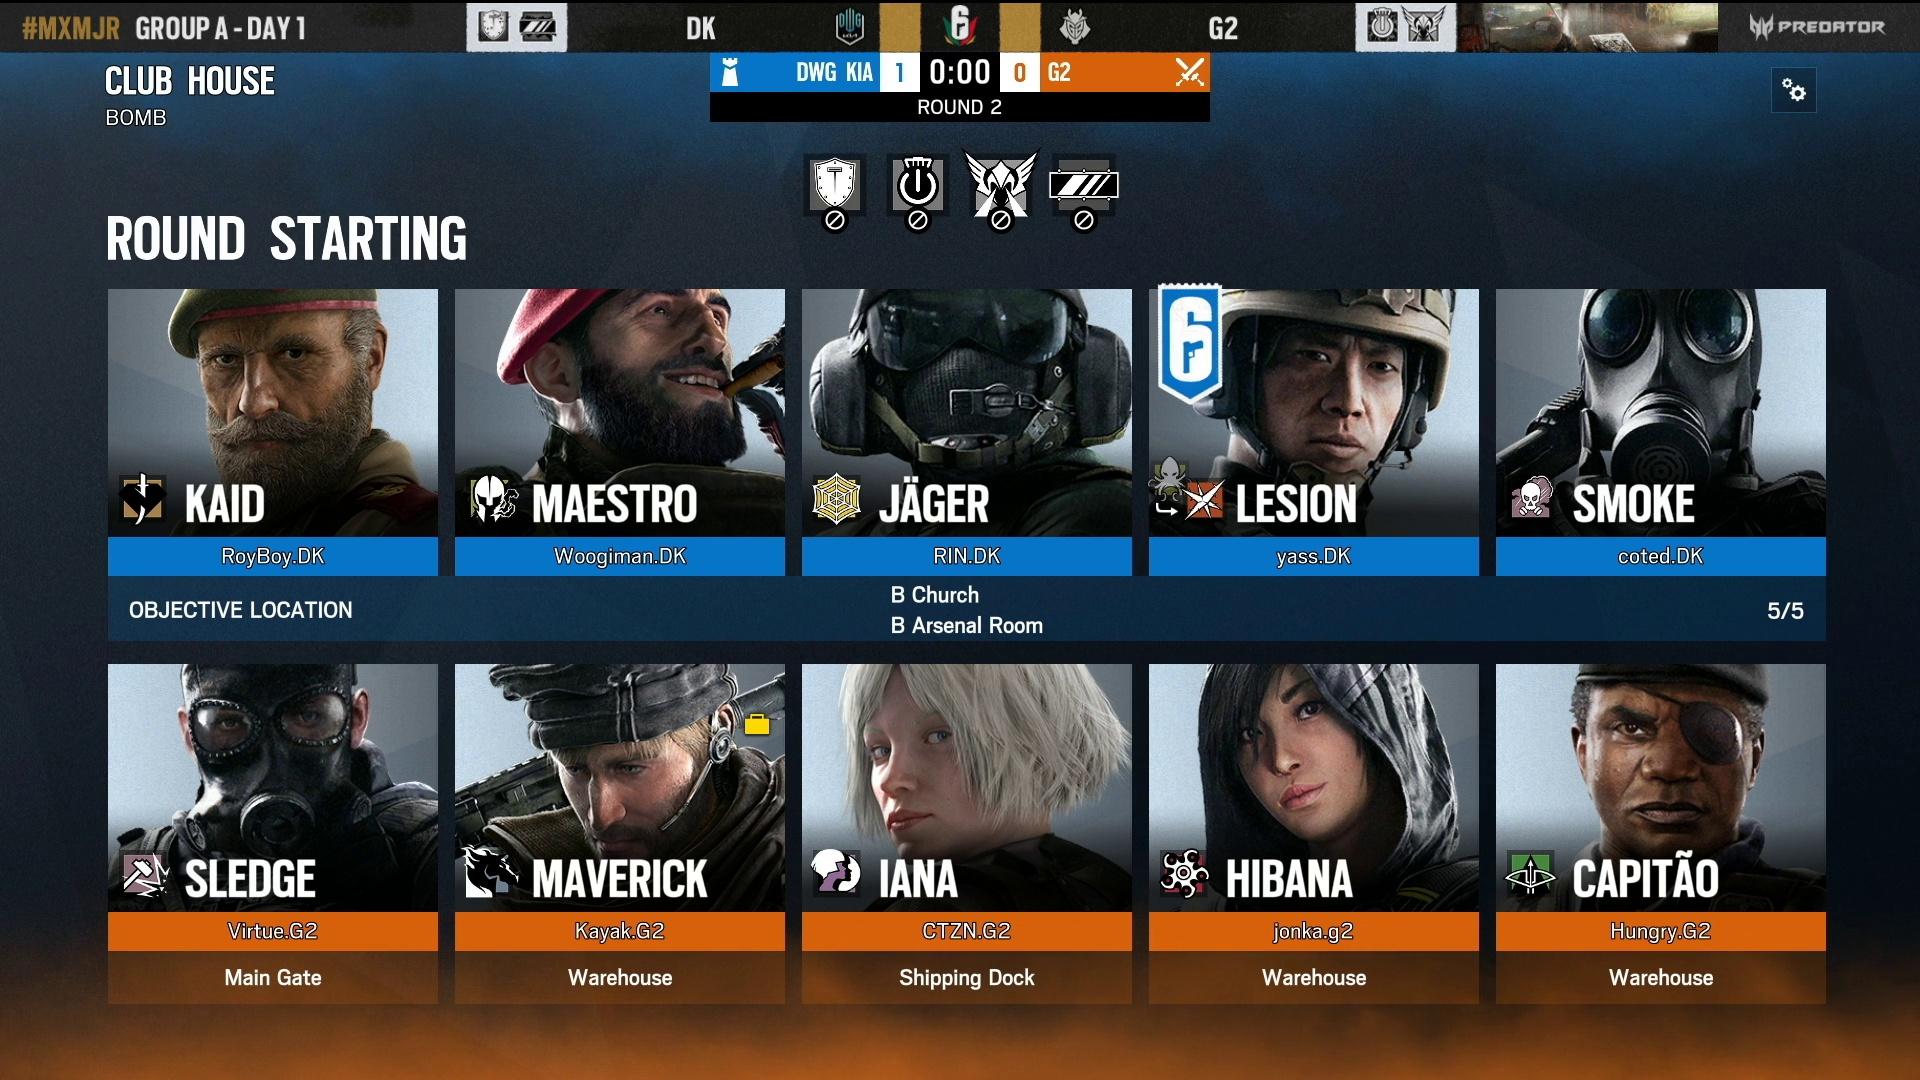 #MXMJR GROUP A - DAY 1
DK
G2
PREDATOR
CLUB HOUSE
BOMB
DWG KIA 1 0:00 0 G2
ROUND 2
ROUND STARTING
KAID
MAESTRO
JÄGER
LESION
SMOKE
RoyBoy.DK
Woogiman.DK
RIN.DK
yass.DK
coted.DK
OBJECTIVE LOCATION
B Church
B Arsenal Room
5/5
SLEDGE
MAVERICK
IANA
HIBANA
CAPITÃO
Virtue.G2
Kayak.G2
CTZN.G2
jonka.g2
Hungry.G2
Main Gate
Warehouse
Shipping Dock
Warehouse
Warehouse